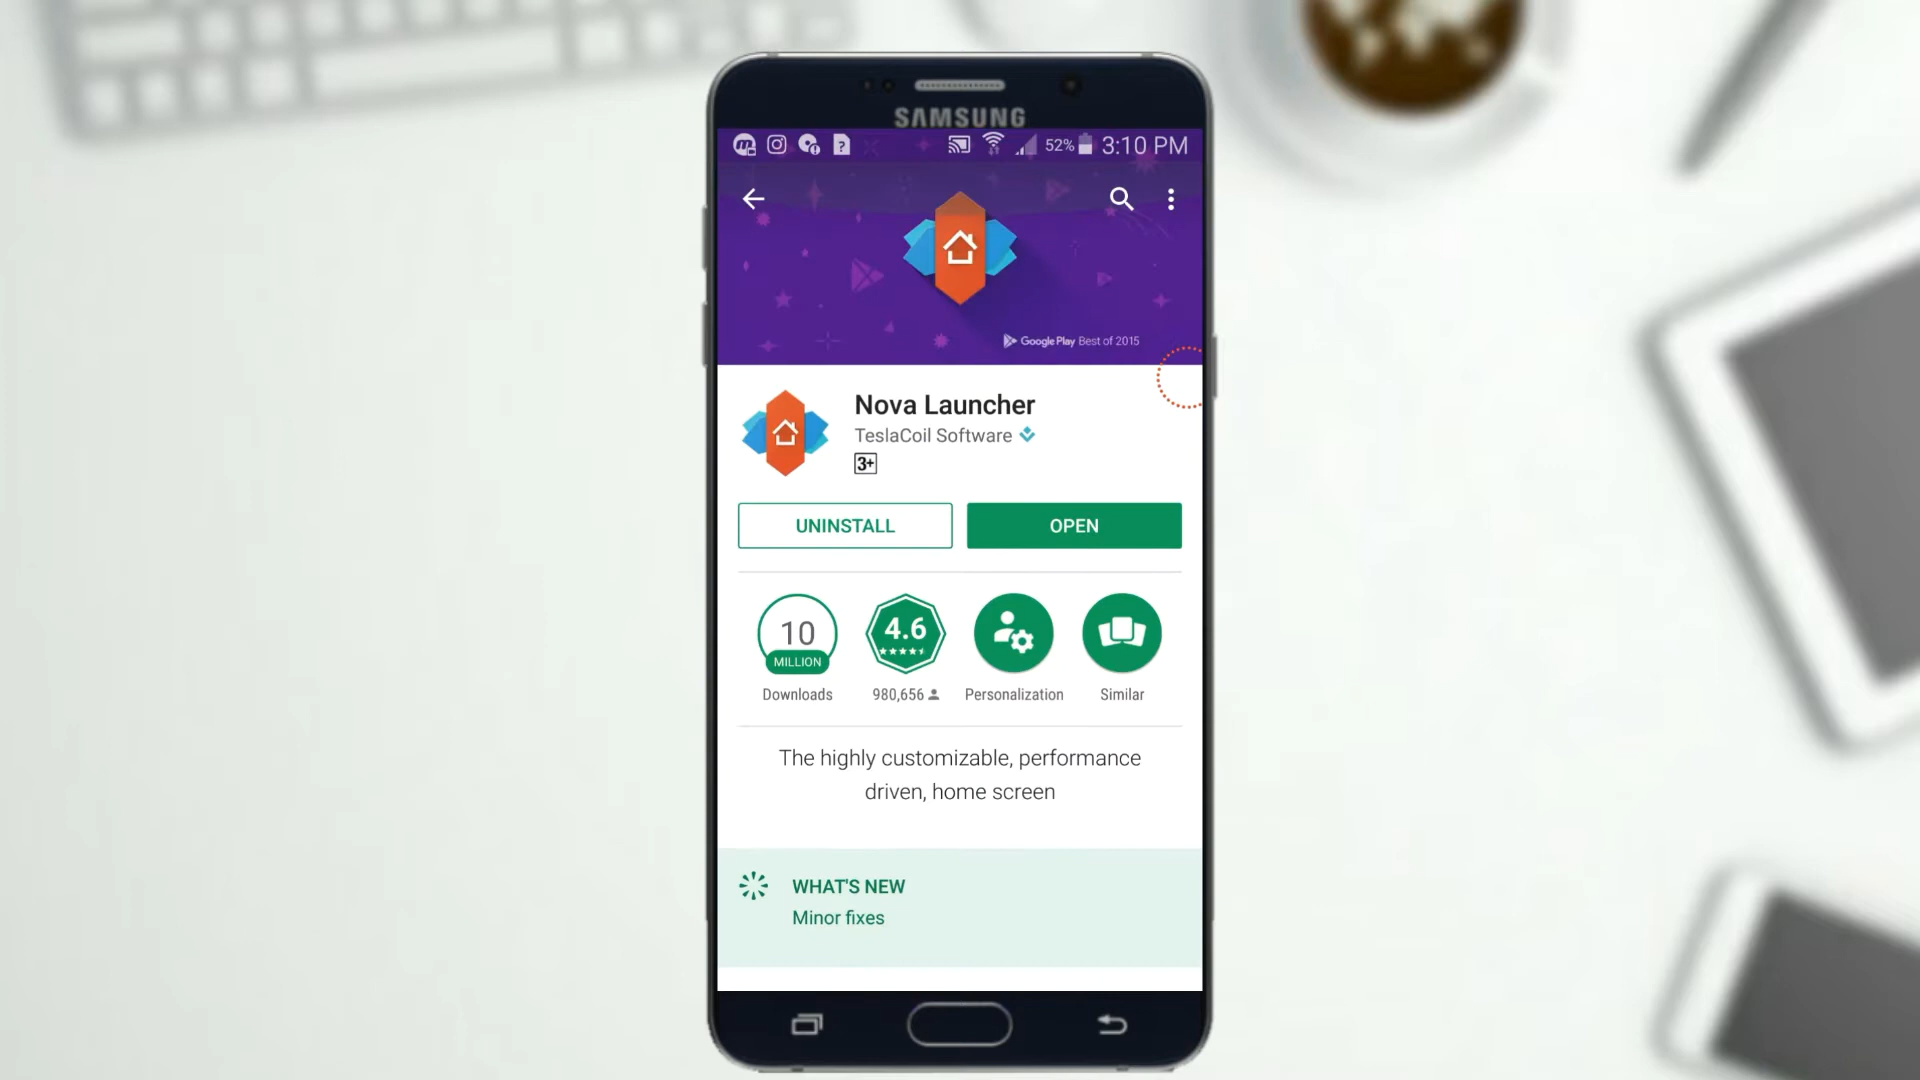 SAMSUNG
52% 3:10 PM
Google Play Best of 2015
Nova Launcher
TeslaCoil Software
3+
UNINSTALL OPEN
10 4.6
MILLION
Downloads 980,656 Personalization Similar
The highly customizable, performance
driven, home screen
WHAT'S NEW
Minor fixes